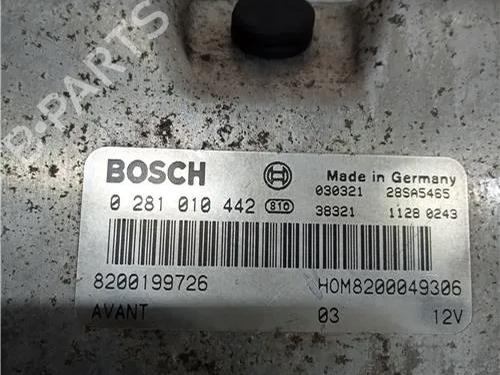 B-PARTS
BOSCH Made in Germany
0 281 010 442 810 030321 28SA5465
38321 1128 0243
8200199726 HOM8200049306
AVANT 03 12V